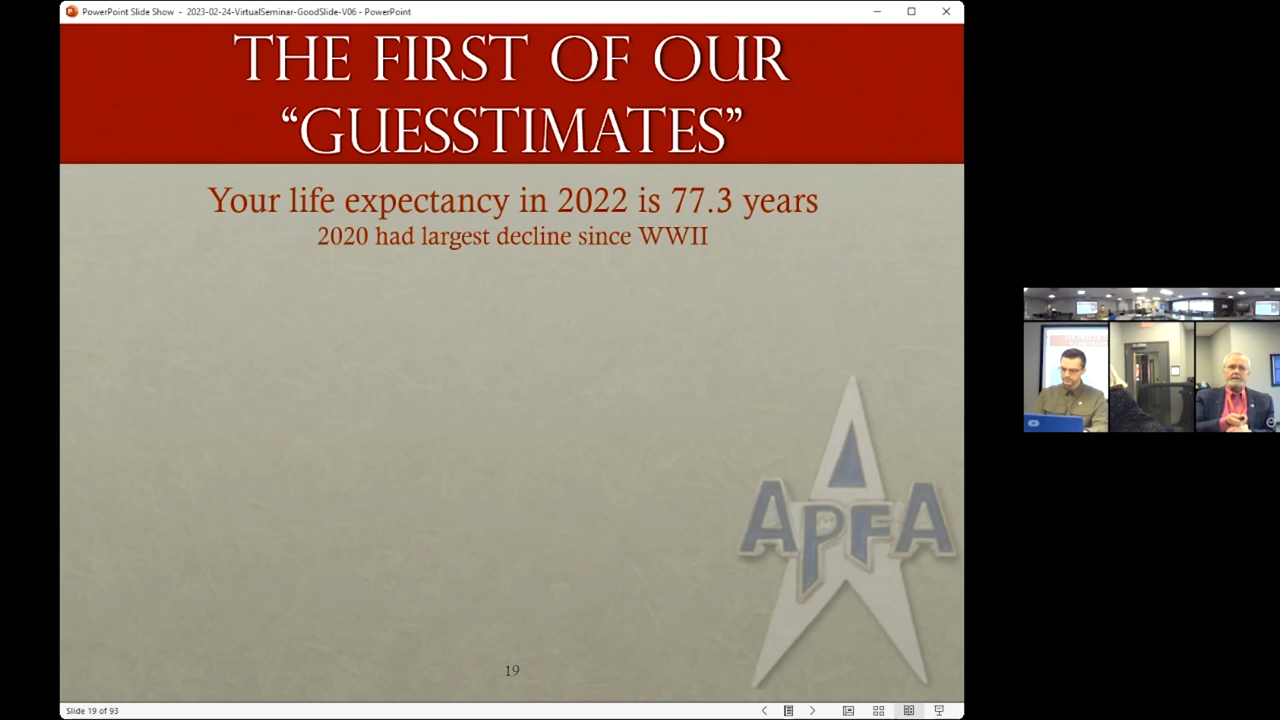 PowerPoint Slide Show - 2023-02-24-VirtualSeminar-GoodSlide-V06 - PowerPoint
THE FIRST OF OUR
“GUESSTIMATES”
Your life expectancy in 2022 is 77.3 years
2020 had largest decline since WWII
APFA
19
Slide 19 of 93